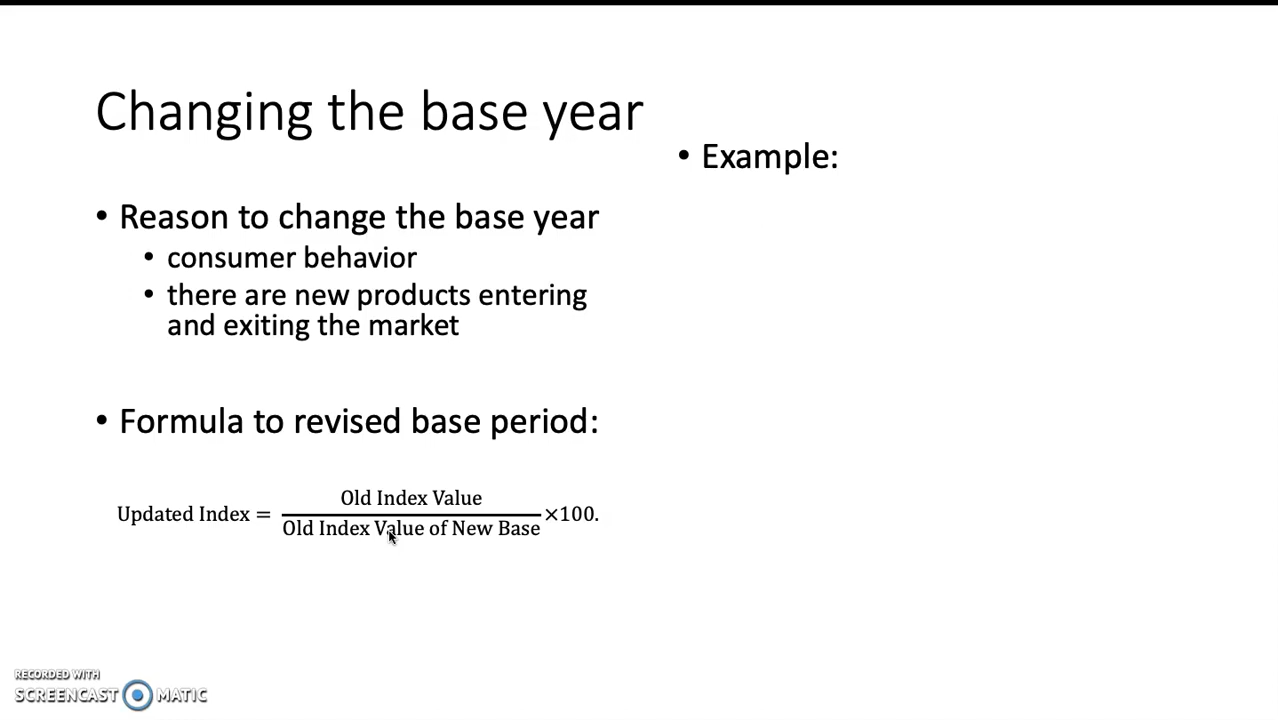 Changing the base year
• Reason to change the base year
• consumer behavior
• there are new products entering
and exiting the market
• Formula to revised base period:
Updated Index = Old Index Value / Old Index Value of New Base ×100.
• Example:
RECORDED WITH
SCREENCAST MATIC